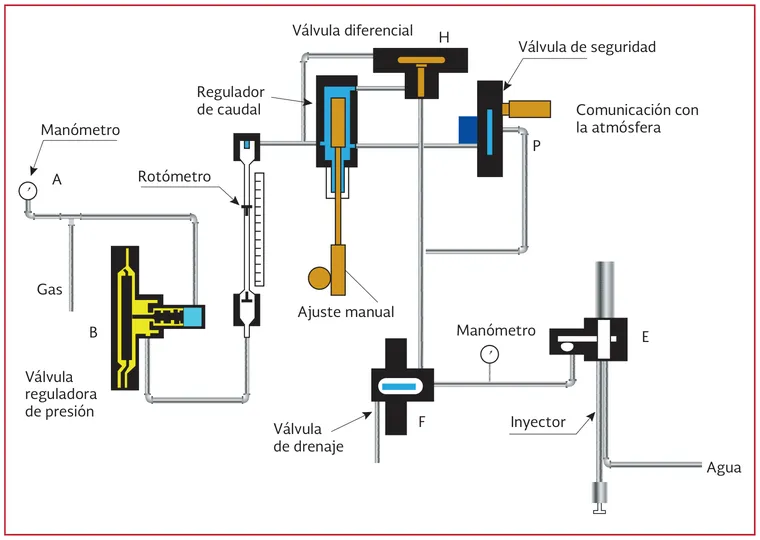 Válvula diferencial
H
Válvula de seguridad
Regulador
de caudal
Comunicación con
la atmósfera
Manómetro
P
A
Rotómetro
Gas
Ajuste manual
B
Manómetro
E
Válvula
reguladora
de presión
Válvula
de drenaje
F
Inyector
Agua